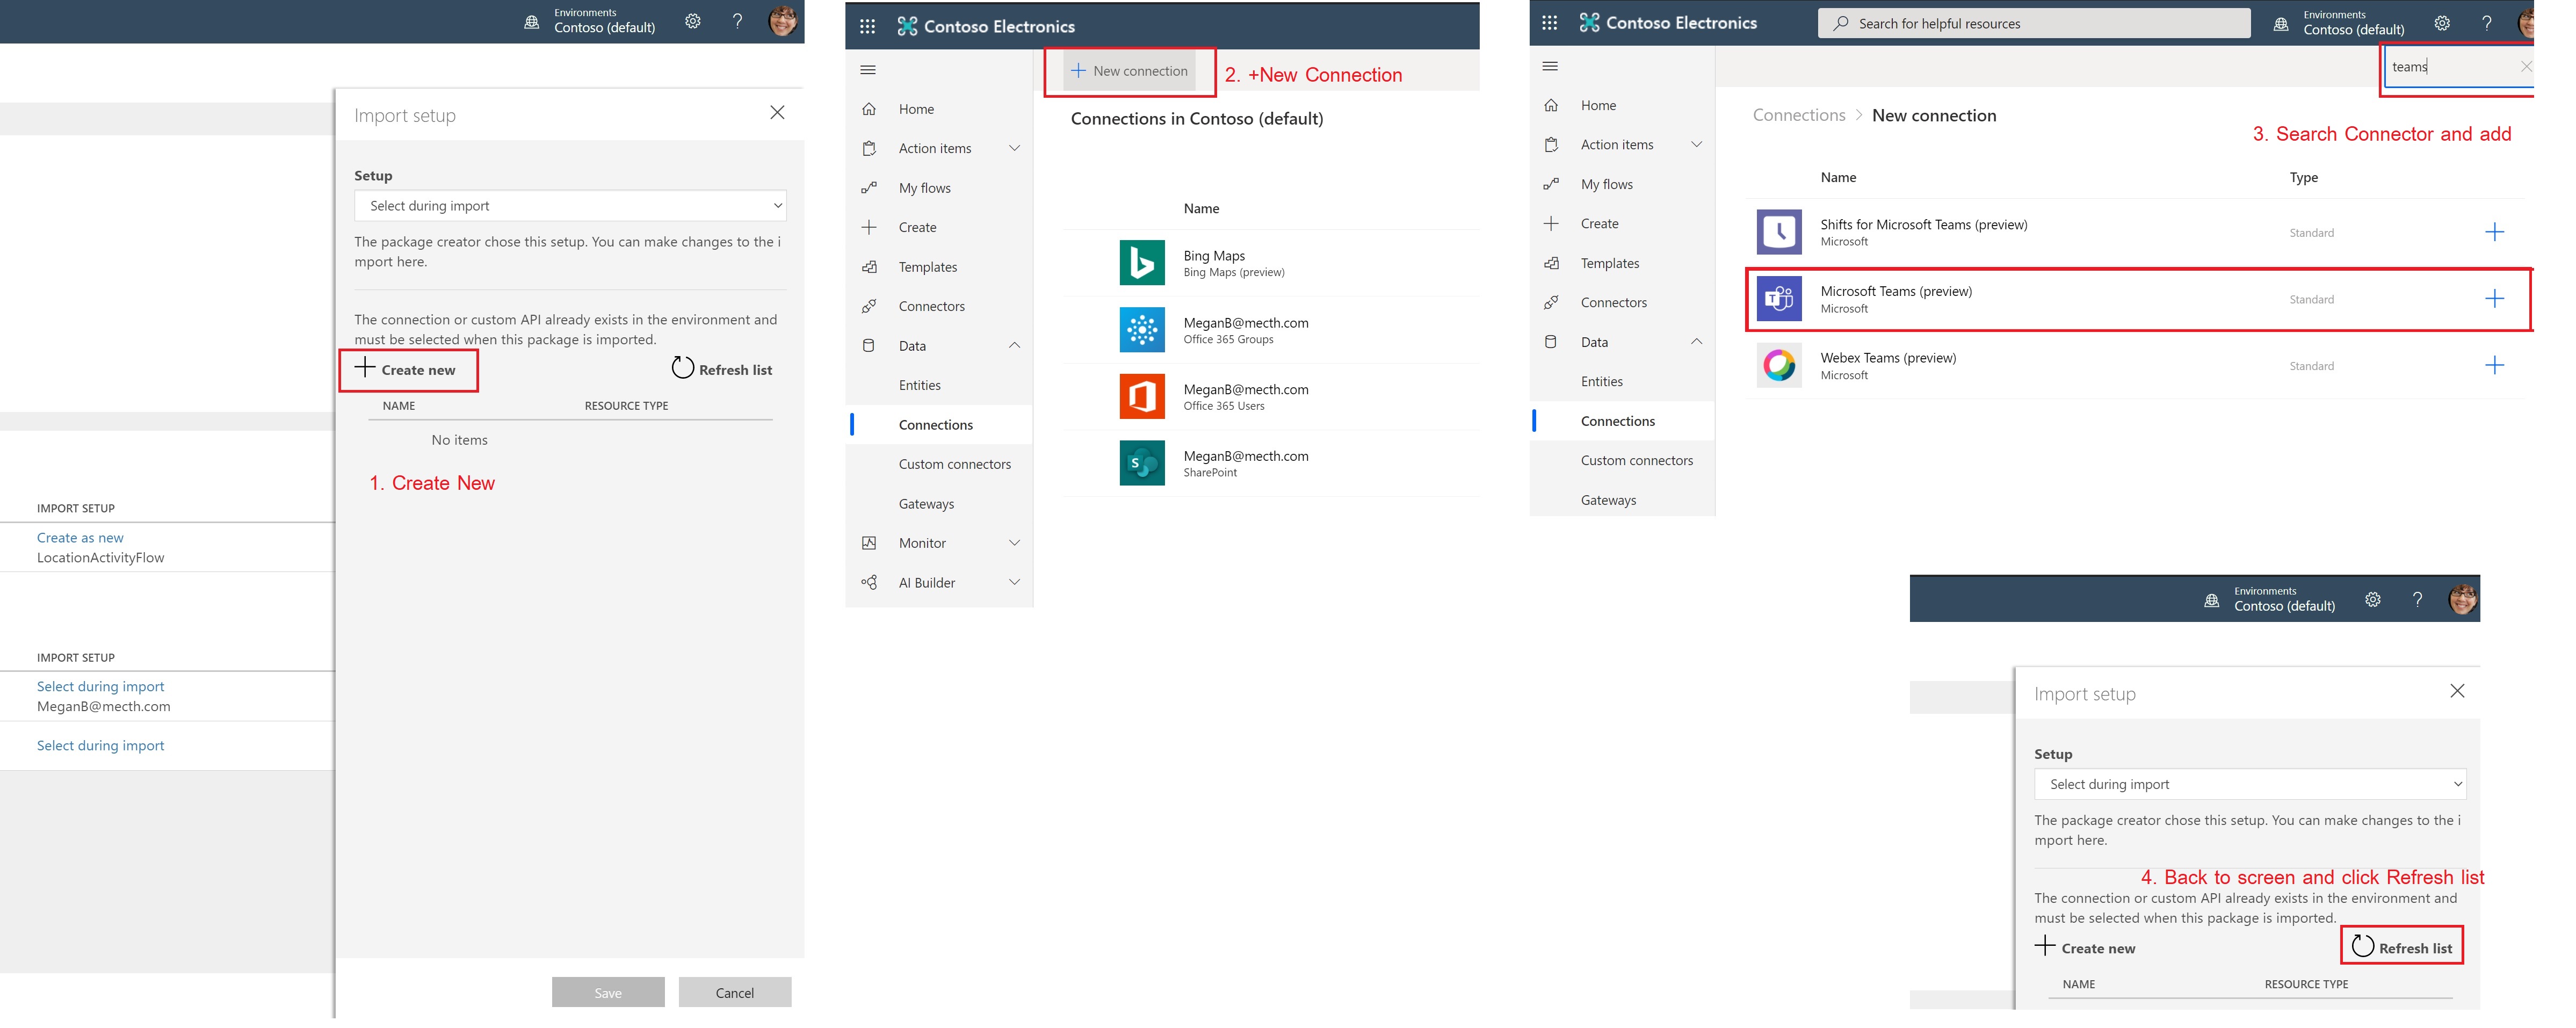 Environments
Contoso (default)
?
Import setup
Setup
Select during import
The package creator chose this setup. You can make changes to the i
mport here.
The connection or custom API already exists in the environment and
must be selected when this package is imported.
Create new
Refresh list
NAME RESOURCE TYPE
No items
1. Create New
IMPORT SETUP
Create as new
LocationActivityFlow
IMPORT SETUP
Select during import
MeganB@mecth.com
Select during import
Save Cancel
Contoso Electronics
New connection
2. +New Connection
Connections in Contoso (default)
Home
Action items
My flows
Create
Templates
Connectors
Data
Entities
Connections
Custom connectors
Gateways
Monitor
AI Builder
Name
Bing Maps
Bing Maps (preview)
MeganB@mecth.com
Office 365 Groups
MeganB@mecth.com
Office 365 Users
MeganB@mecth.com
SharePoint
Contoso Electronics
Search for helpful resources
Environments
Contoso (default)
?
teams
Connections > New connection
3. Search Connector and add
Home
Action items
My flows
Create
Templates
Connectors
Data
Entities
Connections
Custom connectors
Gateways
Name Type
Shifts for Microsoft Teams (preview)
Microsoft
Standard
Microsoft Teams (preview)
Microsoft
Standard
Webex Teams (preview)
Microsoft
Standard
Environments
Contoso (default)
?
Import setup
Setup
Select during import
The package creator chose this setup. You can make changes to the i
mport here.
4. Back to screen and click Refresh list
The connection or custom API already exists in the environment and
must be selected when this package is imported.
Create new
Refresh list
NAME RESOURCE TYPE